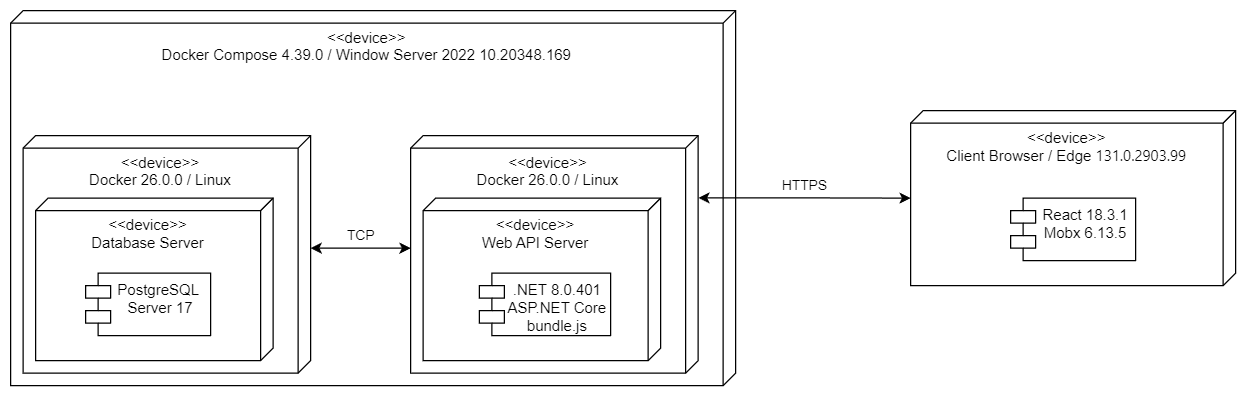 <<device>>
Docker Compose 4.39.0 / Window Server 2022 10.20348.169
<<device>>
Docker 26.0.0 / Linux
<<device>>
Database Server
PostgreSQL
Server 17
TCP
<<device>>
Docker 26.0.0 / Linux
<<device>>
Web API Server
.NET 8.0.401
ASP.NET Core
bundle.js
HTTPS
<<device>>
Client Browser / Edge 131.0.2903.99
React 18.3.1
Mobx 6.13.5